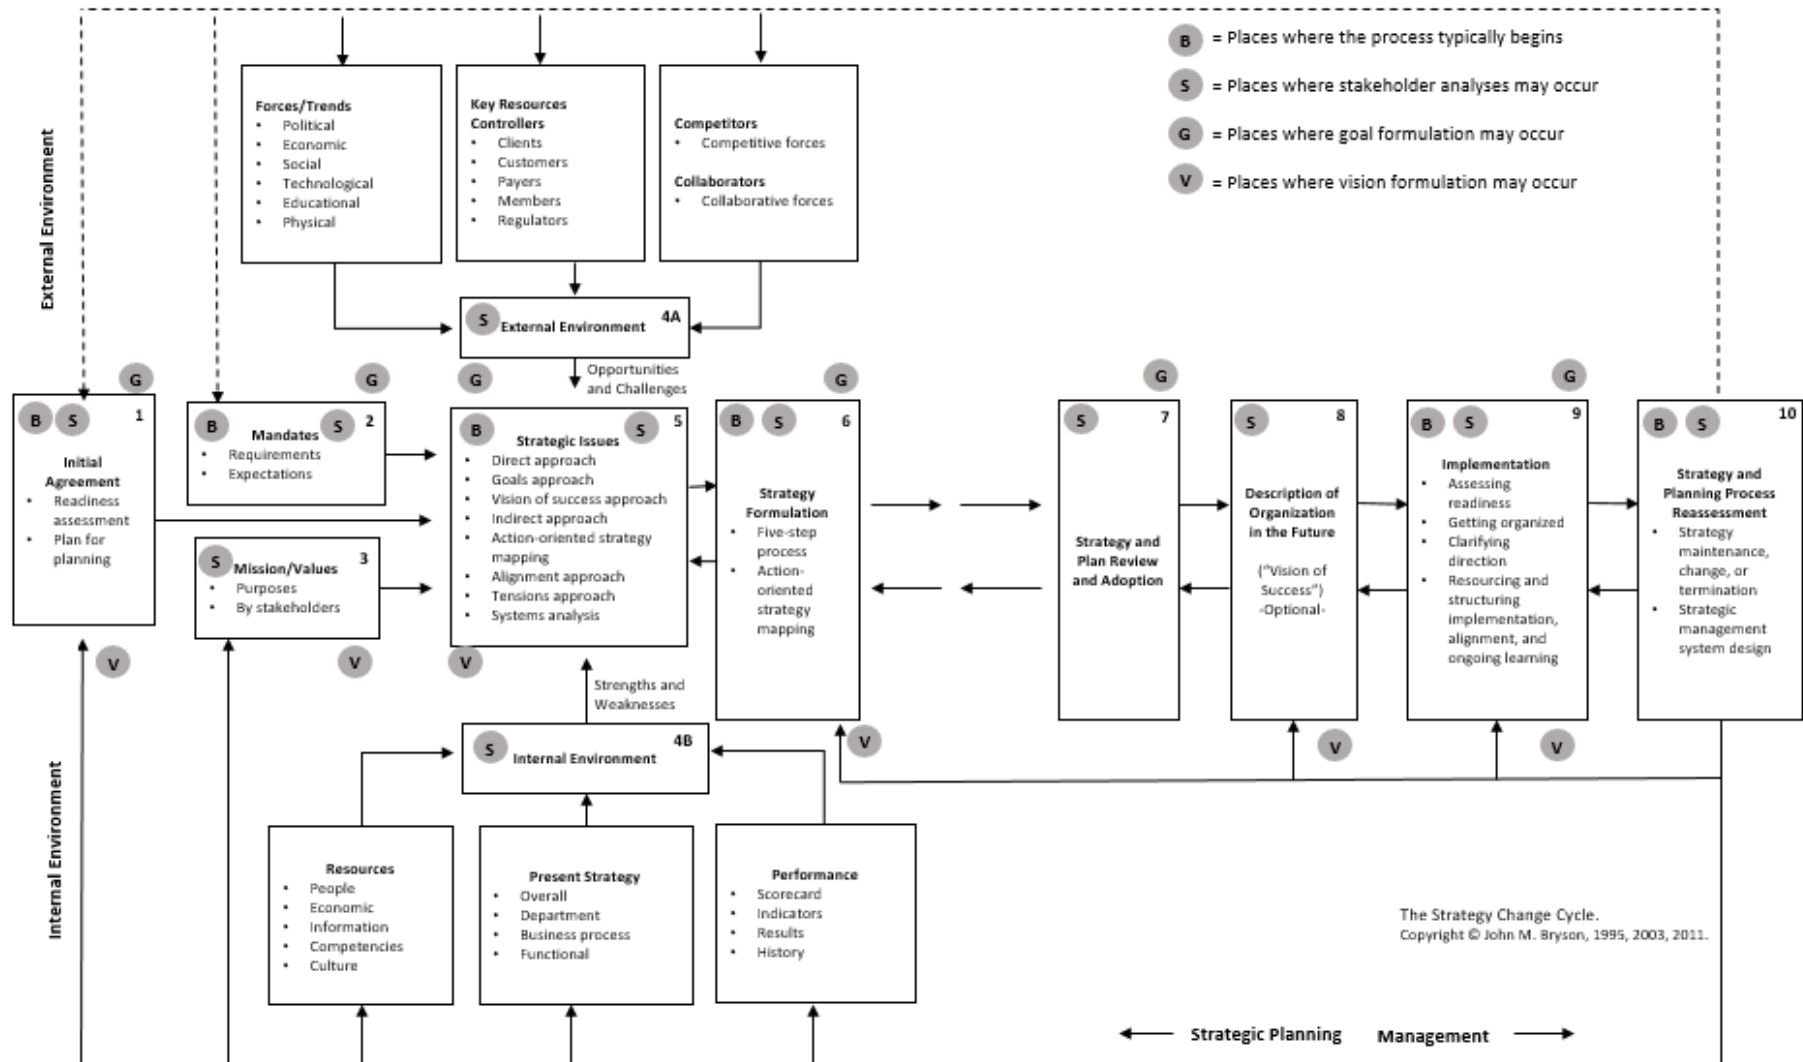 B = Places where the process typically begins
S = Places where stakeholder analyses may occur
G = Places where goal formulation may occur
V = Places where vision formulation may occur
External Environment
Forces/Trends
• Political
• Economic
• Social
• Technological
• Educational
• Physical
Key Resources
Controllers
• Clients
• Customers
• Payers
• Members
• Regulators
Competitors
• Competitive forces
Collaborators
• Collaborative forces
S External Environment 4A
Opportunities
and Challenges
G
B S 1
Initial
Agreement
• Readiness
assessment
• Plan for
planning
V
G
B S 2
Mandates
• Requirements
• Expectations
S 3
Mission/Values
• Purposes
• By stakeholders
V
G
B S 5
Strategic Issues
• Direct approach
• Goals approach
• Vision of success approach
• Indirect approach
• Action-oriented strategy
mapping
• Alignment approach
• Tensions approach
• Systems analysis
V
G
B S 6
Strategy
Formulation
• Five-step
process
• Action-
oriented
strategy
mapping
V
G
S 7
Strategy and
Plan Review
and Adoption
S 8
Description of
Organization
in the Future
("Vision of
Success")
-Optional-
V
G
B S 9
Implementation
• Assessing
readiness
• Getting organized
• Clarifying
direction
• Resourcing and
structuring
implementation,
alignment, and
ongoing learning
V
B S 10
Strategy and
Planning Process
Reassessment
• Strategy
maintenance,
change, or
termination
• Strategic
management
system design
Strengths and
Weaknesses
S Internal Environment 4B
Internal Environment
Resources
• People
• Economic
• Information
• Competencies
• Culture
Present Strategy
• Overall
• Department
• Business process
• Functional
Performance
• Scorecard
• Indicators
• Results
• History
The Strategy Change Cycle.
Copyright © John M. Bryson, 1995, 2003, 2011.
Strategic Planning Management